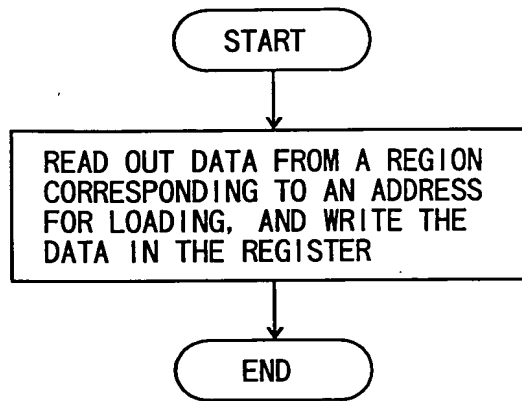 START
READ OUT DATA FROM A REGION
CORRESPONDING TO AN ADDRESS
FOR LOADING, AND WRITE THE
DATA IN THE REGISTER
END